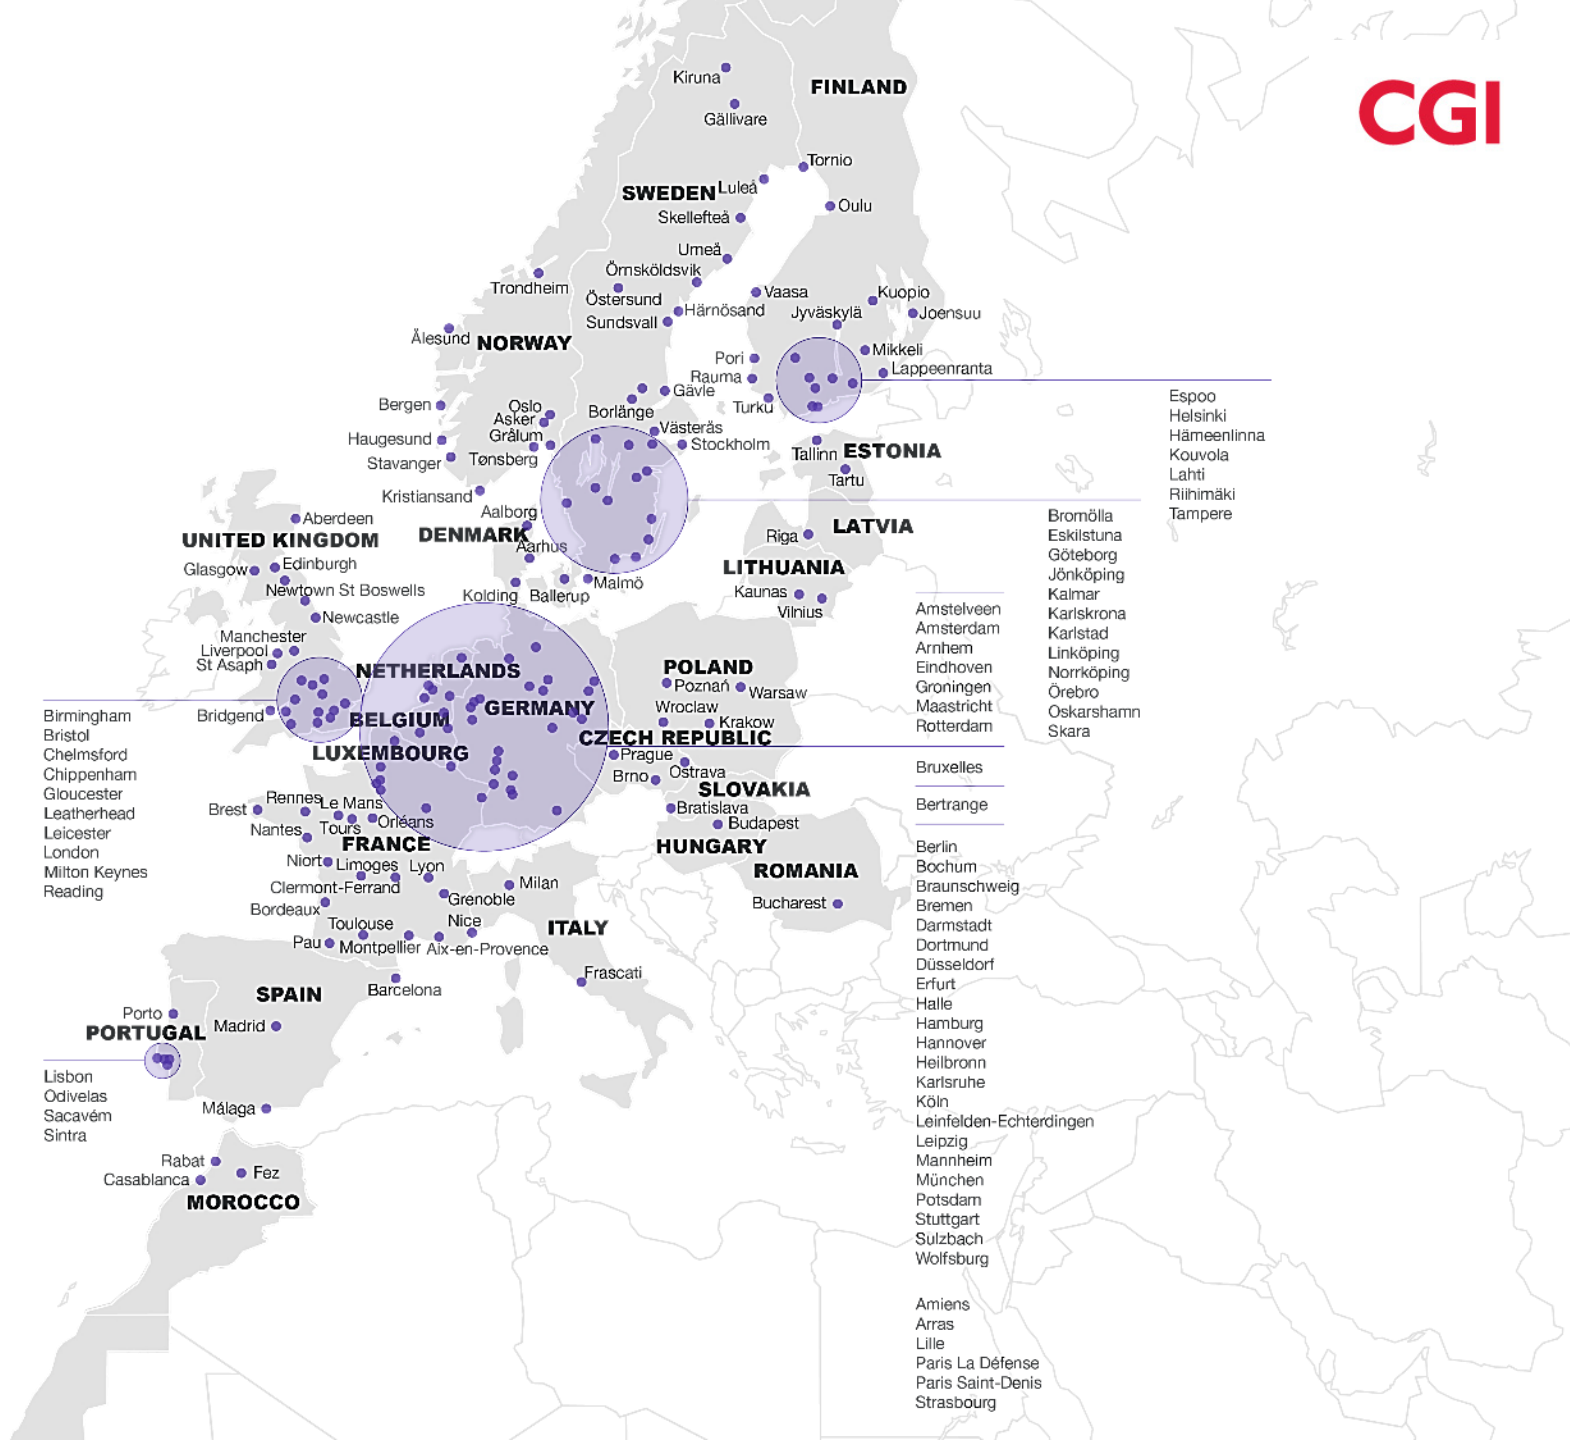 CGI
Kiruna
FINLAND
Gällivare
Tornio
SWEDEN
Luleå
Oulu
Skellefteå
Umeå
Örnsköldsvik
Trondheim
Östersund
Vaasa
Kuopio
Härnösand
Jyväskylä
Joensuu
Sundsvall
Ålesund
NORWAY
Mikkeli
Pori
Lappeenranta
Rauma
Gävle
Bergen
Oslo
Borlänge
Turku
Asker
Västerås
Grålum
Haugesund
Stockholm
Tønsberg
Stavanger
Tallinn
ESTONIA
Tartu
Kristiansand
Aalborg
Aberdeen
LATVIA
DENMARK
Riga
UNITED KINGDOM
Aarhus
Edinburgh
LITHUANIA
Glasgow
Malmö
Newtown St Boswells
Kolding
Ballerup
Kaunas
Vilnius
Newcastle
Manchester
Liverpool
St Asaph
NETHERLANDS
POLAND
Poznań
Warsaw
Wroclaw
GERMANY
Bridgend
BELGIUM
Krakow
CZECH REPUBLIC
LUXEMBOURG
Prague
Ostrava
Brno
SLOVAKIA
Rennes
Le Mans
Bratislava
Brest
Orléans
Budapest
Nantes
Tours
FRANCE
HUNGARY
Niort
Limoges
Lyon
ROMANIA
Clermont-Ferrand
Milan
Grenoble
Bucharest
Bordeaux
Toulouse
Nice
ITALY
Pau
Montpellier
Aix-en-Provence
Frascati
Barcelona
SPAIN
Porto
Madrid
PORTUGAL
Málaga
Rabat
Fez
Casablanca
MOROCCO
Espoo
Helsinki
Hämeenlinna
Kouvola
Lahti
Riihimäki
Tampere
Bromölla
Eskilstuna
Göteborg
Jönköping
Kalmar
Karlskrona
Karlstad
Linköping
Norrköping
Örebro
Oskarshamn
Skara
Amstelveen
Amsterdam
Arnhem
Eindhoven
Groningen
Maastricht
Rotterdam
Bruxelles
Bertrange
Berlin
Bochum
Braunschweig
Bremen
Darmstadt
Dortmund
Düsseldorf
Erfurt
Halle
Hamburg
Hannover
Heilbronn
Karlsruhe
Köln
Leinfelden-Echterdingen
Leipzig
Mannheim
München
Potsdam
Stuttgart
Sulzbach
Wolfsburg
Amiens
Arras
Lille
Paris La Défense
Paris Saint-Denis
Strasbourg
Birmingham
Bristol
Chelmsford
Chippenham
Gloucester
Leatherhead
Leicester
London
Milton Keynes
Reading
Lisbon
Odivelas
Sacavém
Sintra